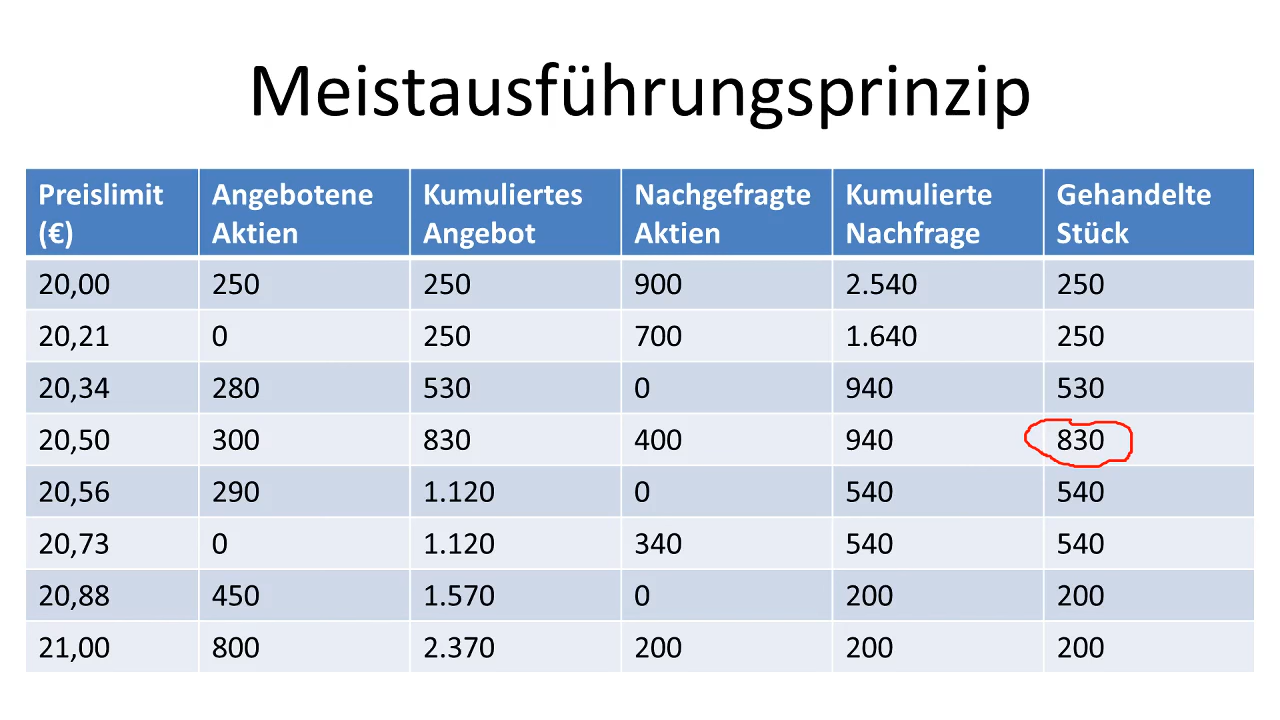 Meistausführungsprinzip
Preislimit (€) Angebotene Aktien Kumuliertes Angebot Nachgefragte Aktien Kumulierte Nachfrage Gehandelte Stück
20,00 250 250 900 2.540 250
20,21 0 250 700 1.640 250
20,34 280 530 0 940 530
20,50 300 830 400 940 830
20,56 290 1.120 0 540 540
20,73 0 1.120 340 540 540
20,88 450 1.570 0 200 200
21,00 800 2.370 200 200 200